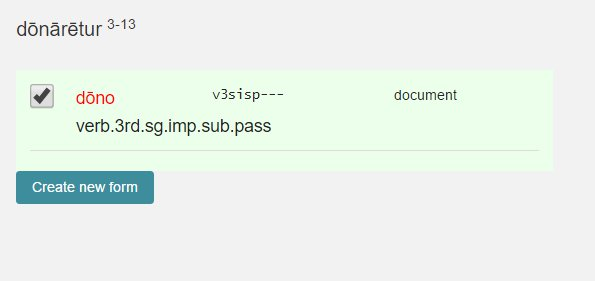 dōnārētur 3-13
dōno v3sisp--- document
verb.3rd.sg.imp.sub.pass
Create new form